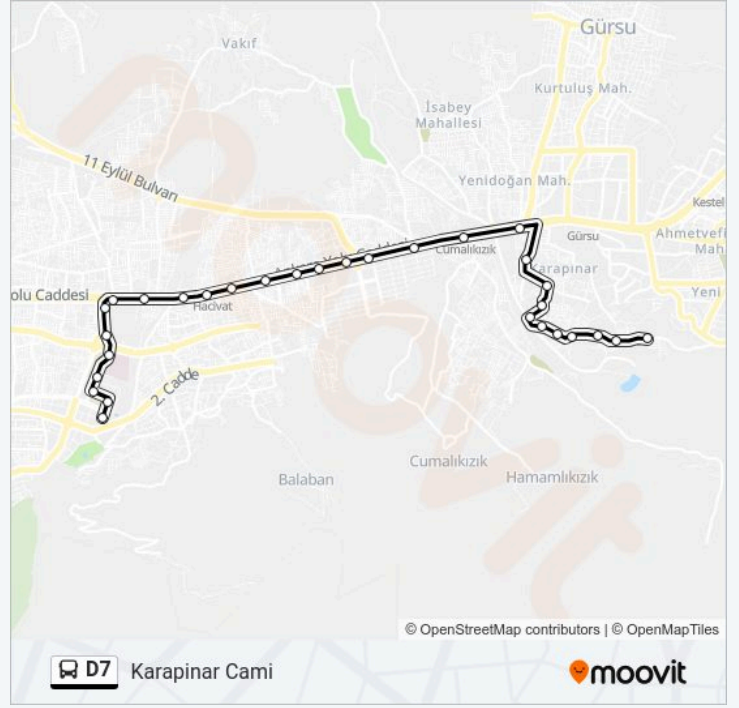 Gürsu
Vakıf
Kurtuluş Mah.
İsabey
Mahallesi
11 Eylül Bulvarı
Yenidoğan Mah.
Kestel
Gürsu
Ahmetvefi
Mah
Cumalıkızık
Karapınar
Yeni
olu Caddesi
Hacivat
2. Cadde
Cumalıkızık
Hamamlıkızık
Balaban
© OpenStreetMap contributors | © OpenMapTiles
D7 Karapinar Cami
moovit